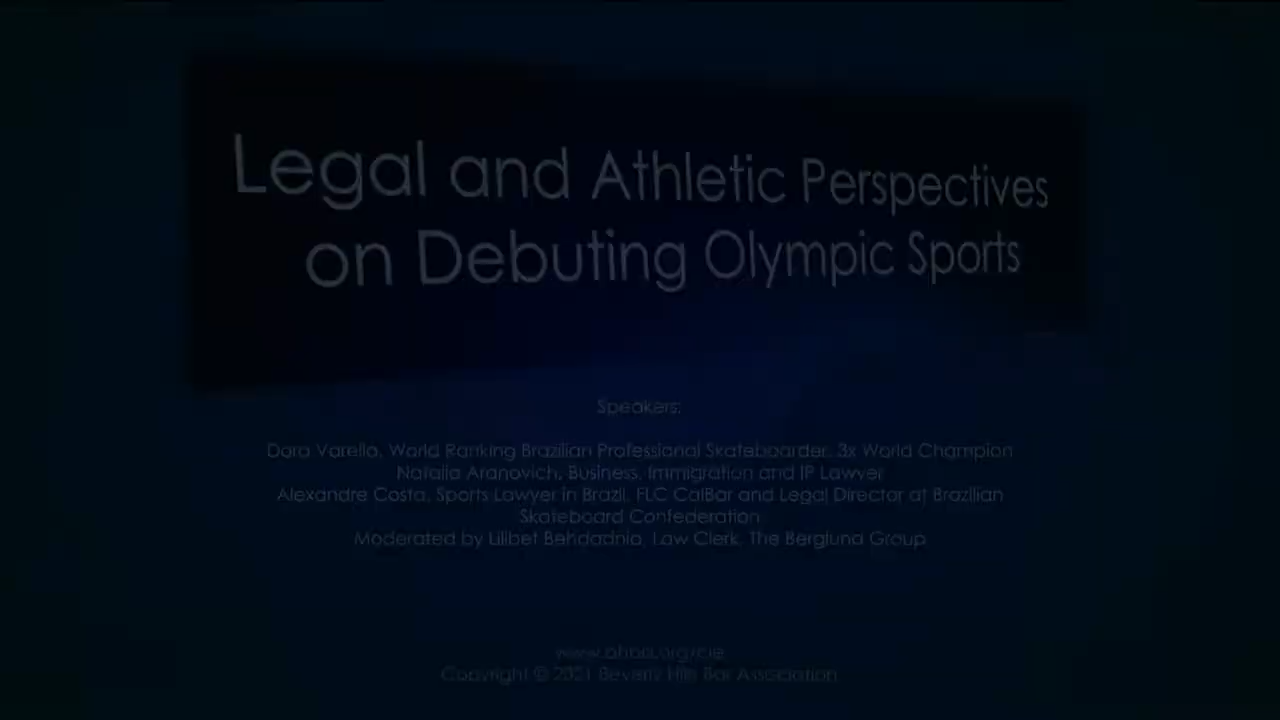 Legal and Athletic Perspectives
on Debuting Olympic Sports
Speakers:
Dora Varella, World Ranking Brazilian Professional Skateboarder, 3x World Champion
Natalia Aranovich, Business, Immigration and IP Lawyer
Alexandre Costa, Sports Lawyer in Brazil, FLC CalBar and Legal Director at Brazilian
Skateboard Confederation
Moderated by Lilibet Behdadnia, Law Clerk, The Berglund Group
Copyright © 2021 Beverly Hills Bar Association